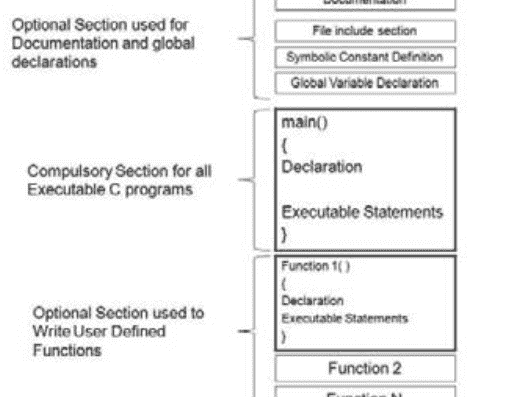 Documentation
Optional Section used for
Documentation and global
declarations
File include section
Symbolic Constant Definition
Global Variable Declaration
Compulsory Section for all
Executable C programs
main()
{
Declaration
Executable Statements
}
Optional Section used to
Write User Defined
Functions
Function 1( )
{
Declaration
Executable Statements
}
Function 2
Function N